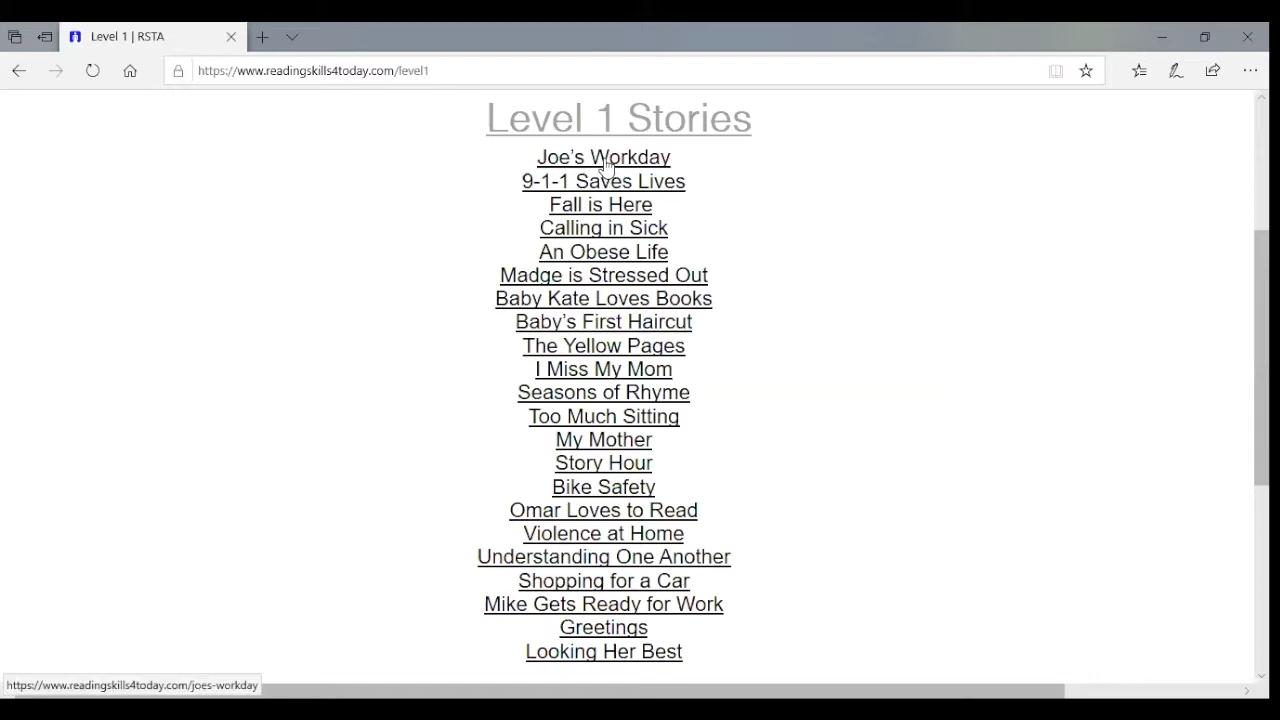 Level 1 | RSTA
https://www.readingskills4today.com/level1
Level 1 Stories
Joe's Workday
9-1-1 Saves Lives
Fall is Here
Calling in Sick
An Obese Life
Madge is Stressed Out
Baby Kate Loves Books
Baby's First Haircut
The Yellow Pages
I Miss My Mom
Seasons of Rhyme
Too Much Sitting
My Mother
Story Hour
Bike Safety
Omar Loves to Read
Violence at Home
Understanding One Another
Shopping for a Car
Mike Gets Ready for Work
Greetings
Looking Her Best
https://www.readingskills4today.com/joes-workday